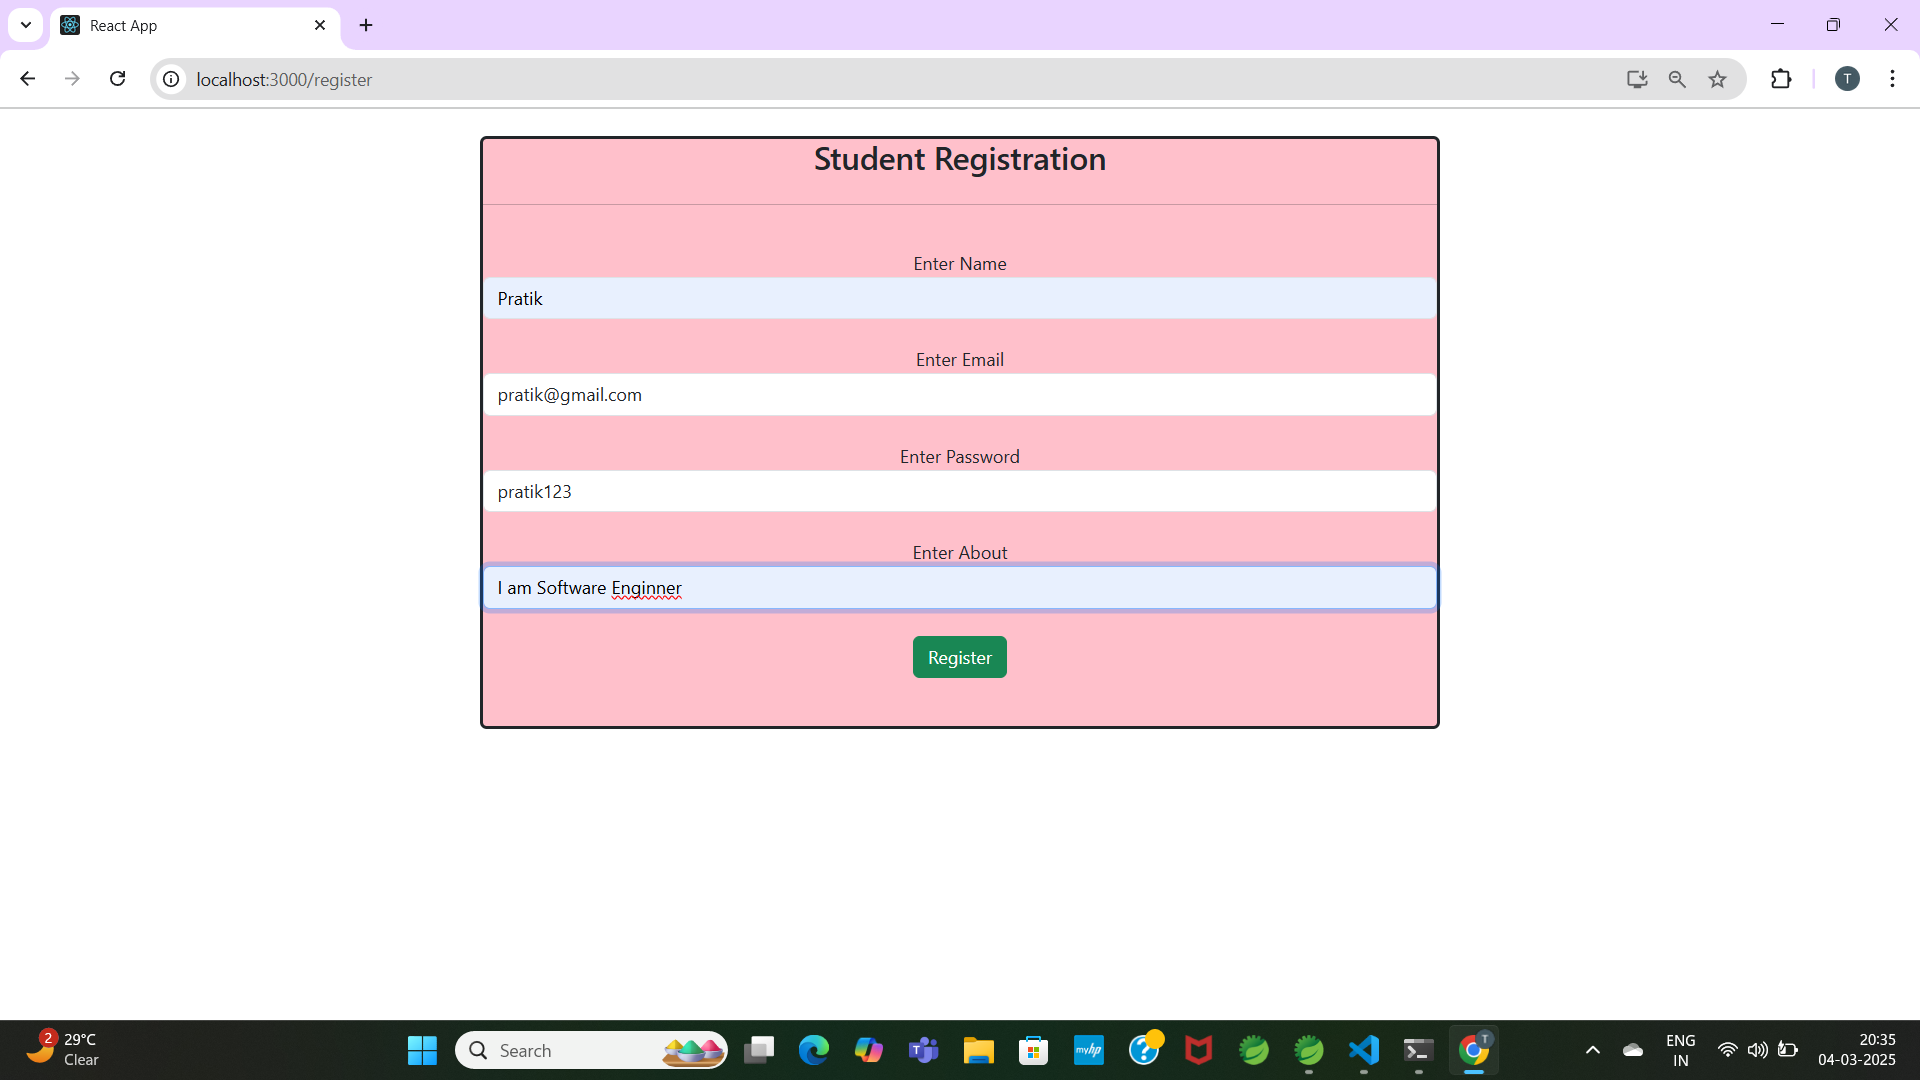 React App
localhost:3000/register
T
Student Registration
Enter Name
Pratik
Enter Email
pratik@gmail.com
Enter Password
pratik123
Enter About
I am Software Enginner
Register
2
29°C
Clear
Search
T
myhp
?
T
ENG
IN
20:35
04-03-2025